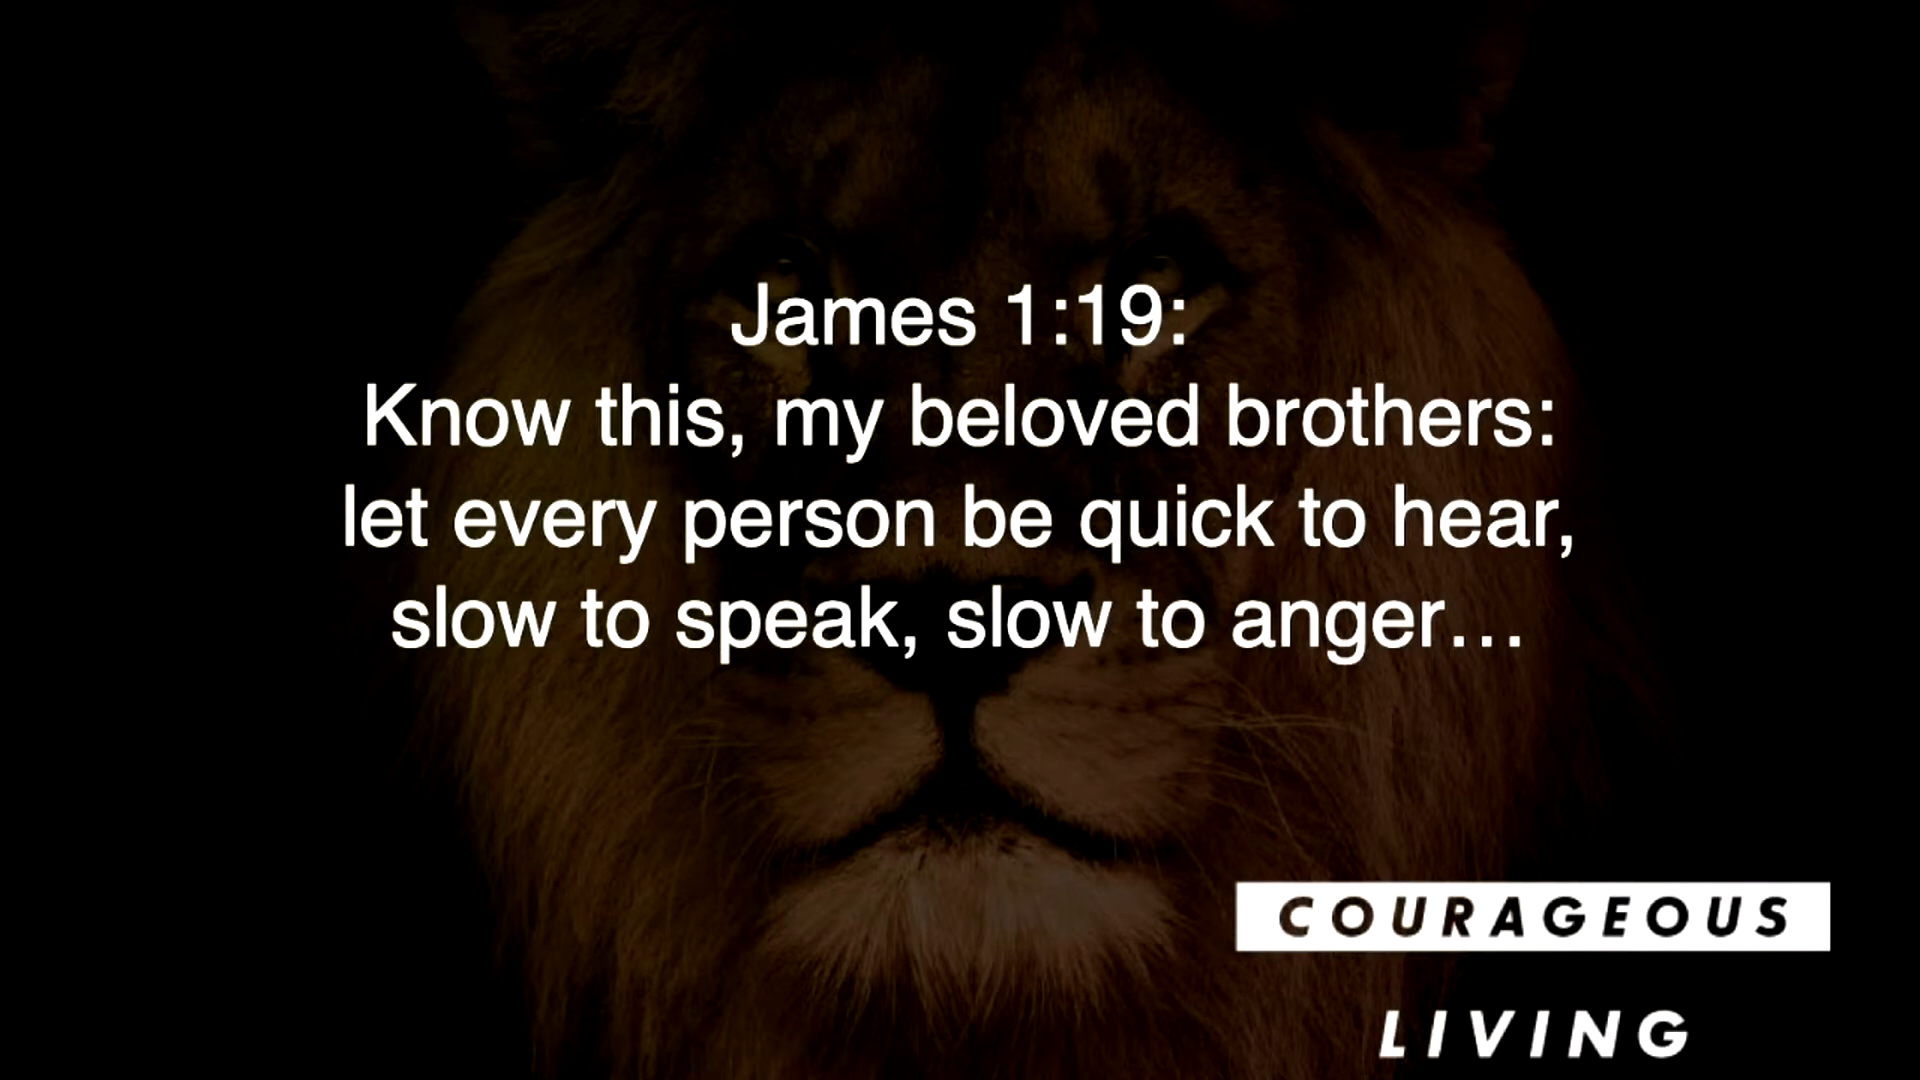 James 1:19:
Know this, my beloved brothers:
let every person be quick to hear,
slow to speak, slow to anger…
COURAGEOUS
LIVING